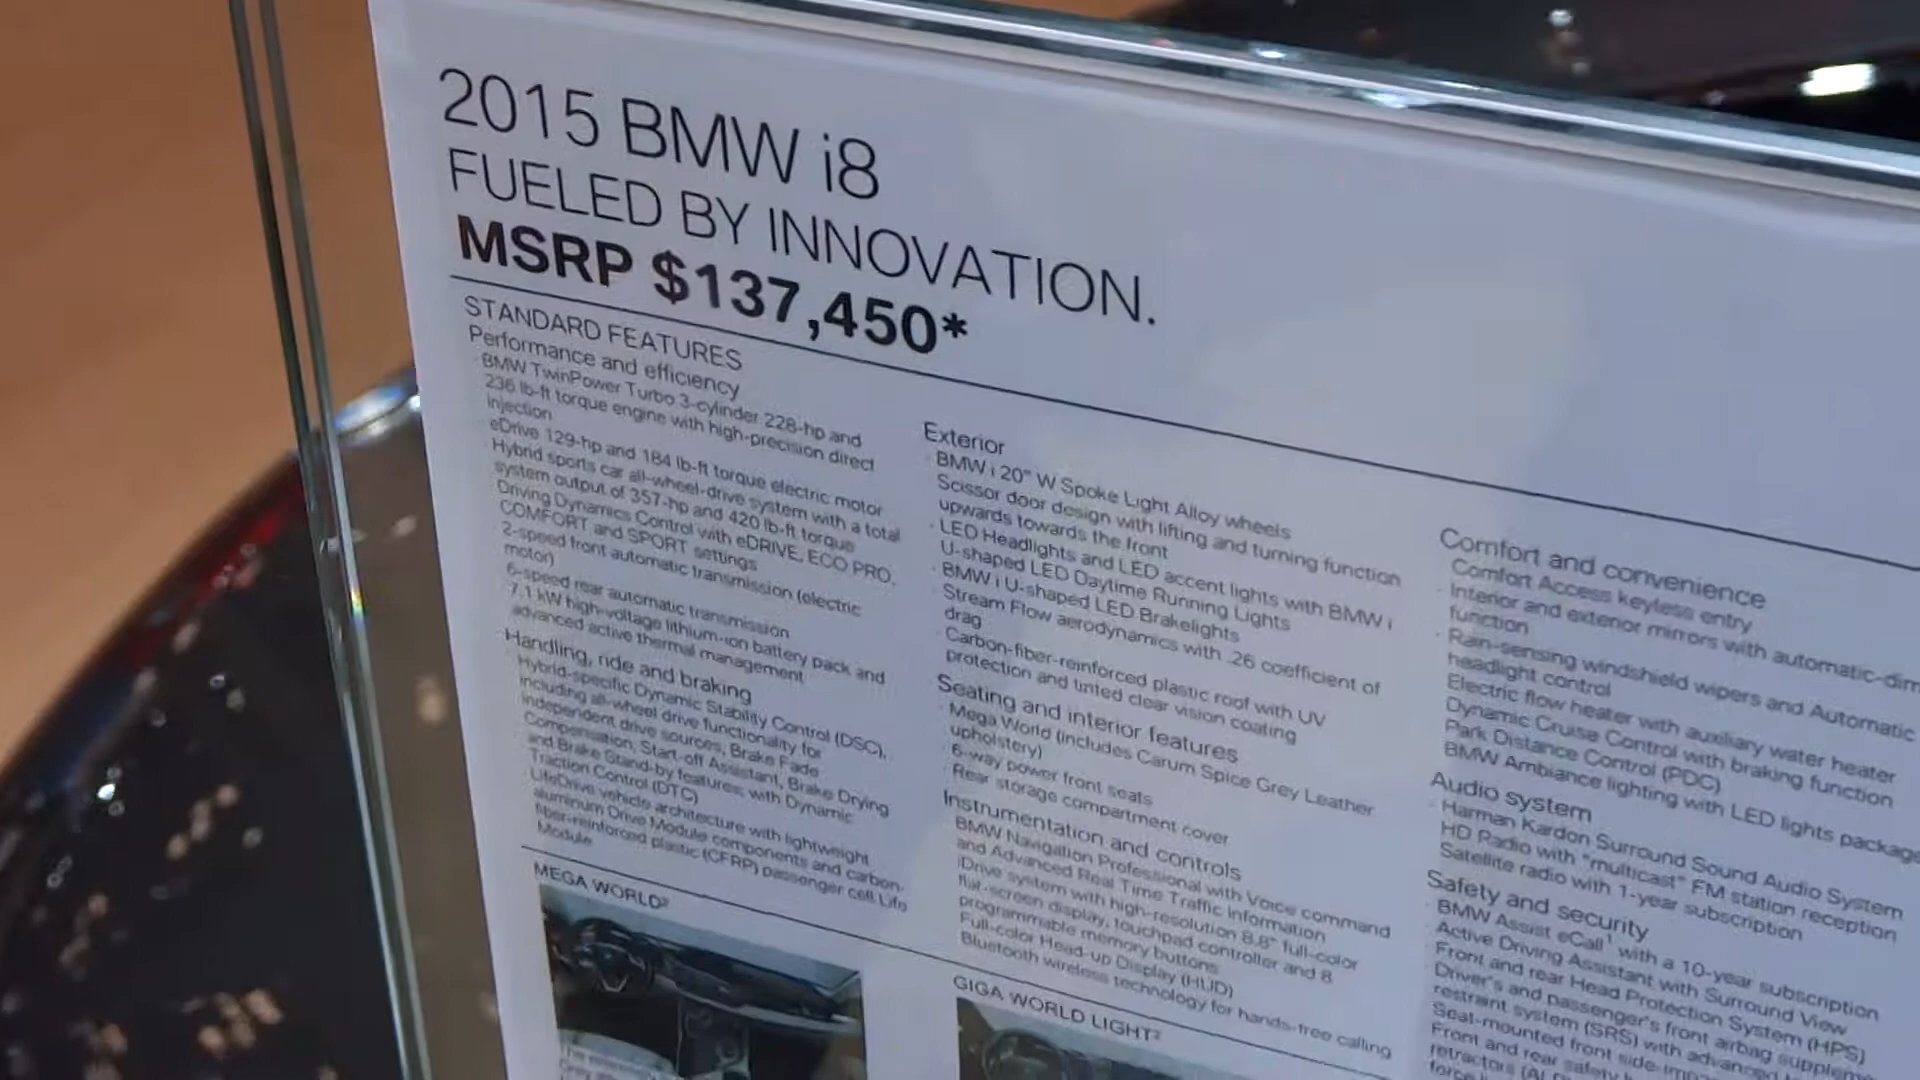 2015 BMW i8
FUELED BY INNOVATION.
MSRP $137,450*
STANDARD FEATURES
Performance and efficiency
· BMW TwinPower Turbo 3-cylinder 228-hp and
236 lb-ft torque engine with high-precision direct
injection
· eDrive 129-hp and 184 lb-ft torque electric motor
· Hybrid sports car all-wheel-drive system with a total
system output of 357-hp and 420 lb-ft torque
· Driving Dynamics Control with eDRIVE, ECO PRO,
COMFORT and SPORT settings
· 2-speed front automatic transmission (electric
motor)
· 6-speed rear automatic transmission
· 7.1 kW high-voltage lithium-ion battery pack and
advanced active thermal management
Handling, ride and braking
· Hybrid-specific Dynamic Stability Control (DSC),
including all-wheel drive functionality for
independent drive sources, Brake Fade
Compensation, Start-off Assistant, Brake Drying
and Brake Stand-by features; with Dynamic
Traction Control (DTC)
· LifeDrive vehicle architecture with lightweight
aluminum Drive Module components and carbon-
fiber-reinforced plastic (CFRP) passenger cell Life
Module
Exterior
· BMW i 20" W Spoke Light Alloy wheels
· Scissor door design with lifting and turning function
upwards towards the front
· LED Headlights and LED accent lights with BMW i
U-shaped LED Daytime Running Lights
· BMW i U-shaped LED Brakelights
· Stream Flow aerodynamics with .26 coefficient of
drag
· Carbon-fiber-reinforced plastic roof with UV
protection and tinted clear vision coating
Seating and interior features
· Mega World (includes Carum Spice Grey Leather
upholstery)
· 6-way power front seats
· Rear storage compartment cover
Instrumentation and controls
· BMW Navigation Professional with Voice command
and Advanced Real Time Traffic Information
· iDrive system with high-resolution 8.8" full-color
flat-screen display, touchpad controller and 8
programmable memory buttons
· Full-color Head-up Display (HUD)
· Bluetooth wireless technology for hands-free calling
Comfort and convenience
· Comfort Access keyless entry
· Interior and exterior mirrors with automatic-dim
function
· Rain-sensing windshield wipers and Automatic
headlight control
· Electric flow heater with auxiliary water heater
· Dynamic Cruise Control with braking function
· Park Distance Control (PDC)
· BMW Ambiance lighting with LED lights package
Audio system
· Harman Kardon Surround Sound Audio System
· HD Radio with "multicast" FM station reception
· Satellite radio with 1-year subscription
Safety and security
· BMW Assist eCall¹ with a 10-year subscription
· Active Driving Assistant with Surround View
· Front and rear Head Protection System (HPS)
· Driver's and passenger's front airbag suppleme
restraint system (SRS) with advanced
· Seat-mounted front side-impa
· Front and rear safety
retractors
force
MEGA WORLD²
GIGA WORLD LIGHT²